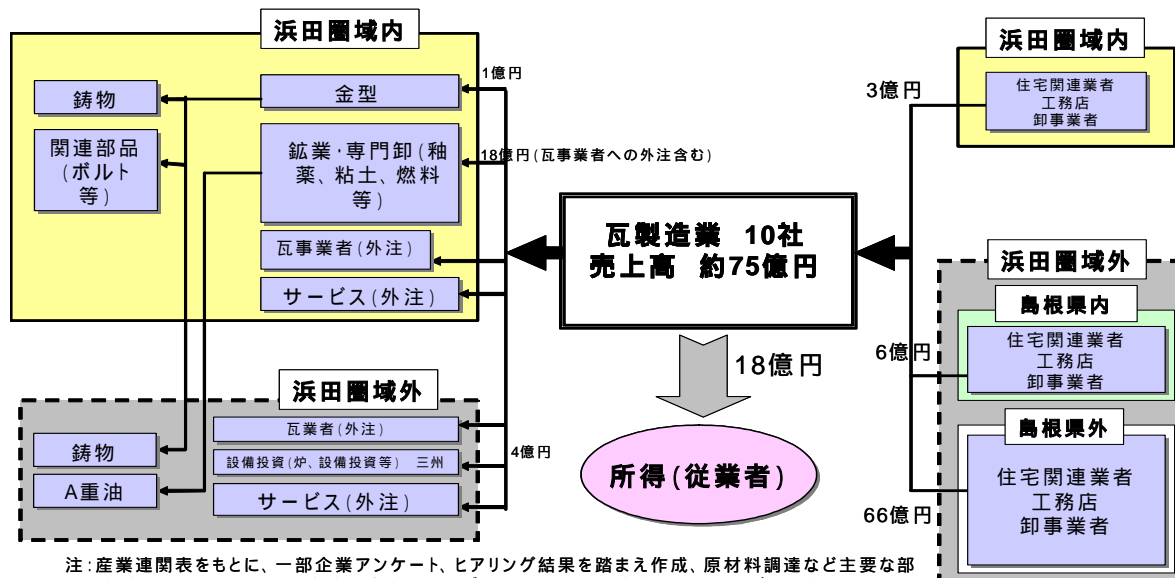 浜田圏域内
鋳物
金型
1億円
関連部品
(ボルト
等)
鉱業・専門卸(釉
薬、粘土、燃料
等)
18億円(瓦事業者への外注含む)
瓦事業者(外注)
サービス(外注)
浜田圏域外
鋳物
A重油
瓦業者(外注)
設備投資(炉、設備投資等) 三州
サービス(外注)
4億円
瓦製造業 10社
売上高 約75億円
18億円
所得(従業者)
浜田圏域内
3億円
住宅関連業者
工務店
卸事業者
浜田圏域外
島根県内
6億円
住宅関連業者
工務店
卸事業者
島根県外
66億円
住宅関連業者
工務店
卸事業者
注:産業連関表をもとに、一部企業アンケート、ヒアリング結果を踏まえ作成、原材料調達など主要な部